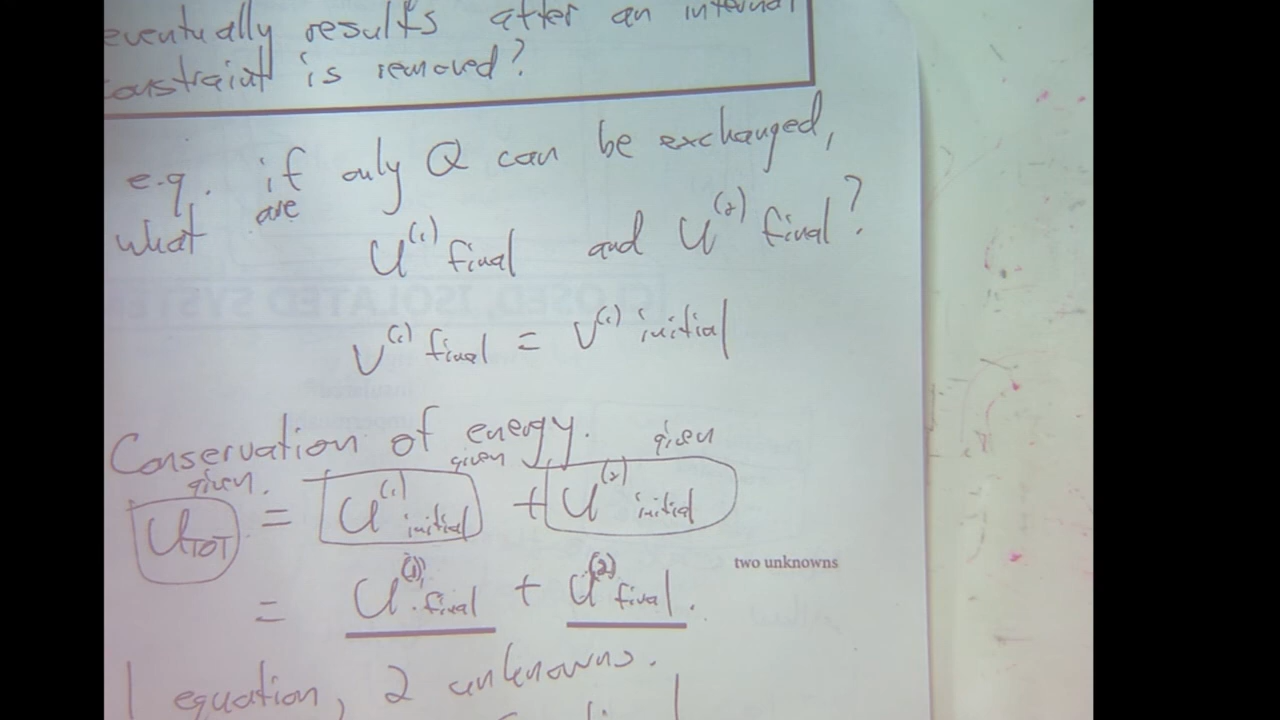 eventually results after an internal
constraint is removed?
e.g. if only Q can be exchanged,
what are U^(1) final and U^(2) final?
V^(1) final = V^(1) initial
Conservation of energy.
given. given given
U_TOT = U^(1) initial + U^(2) initial
= U^(1) final + U^(2) final.
two unknowns
1 equation, 2 unknowns.